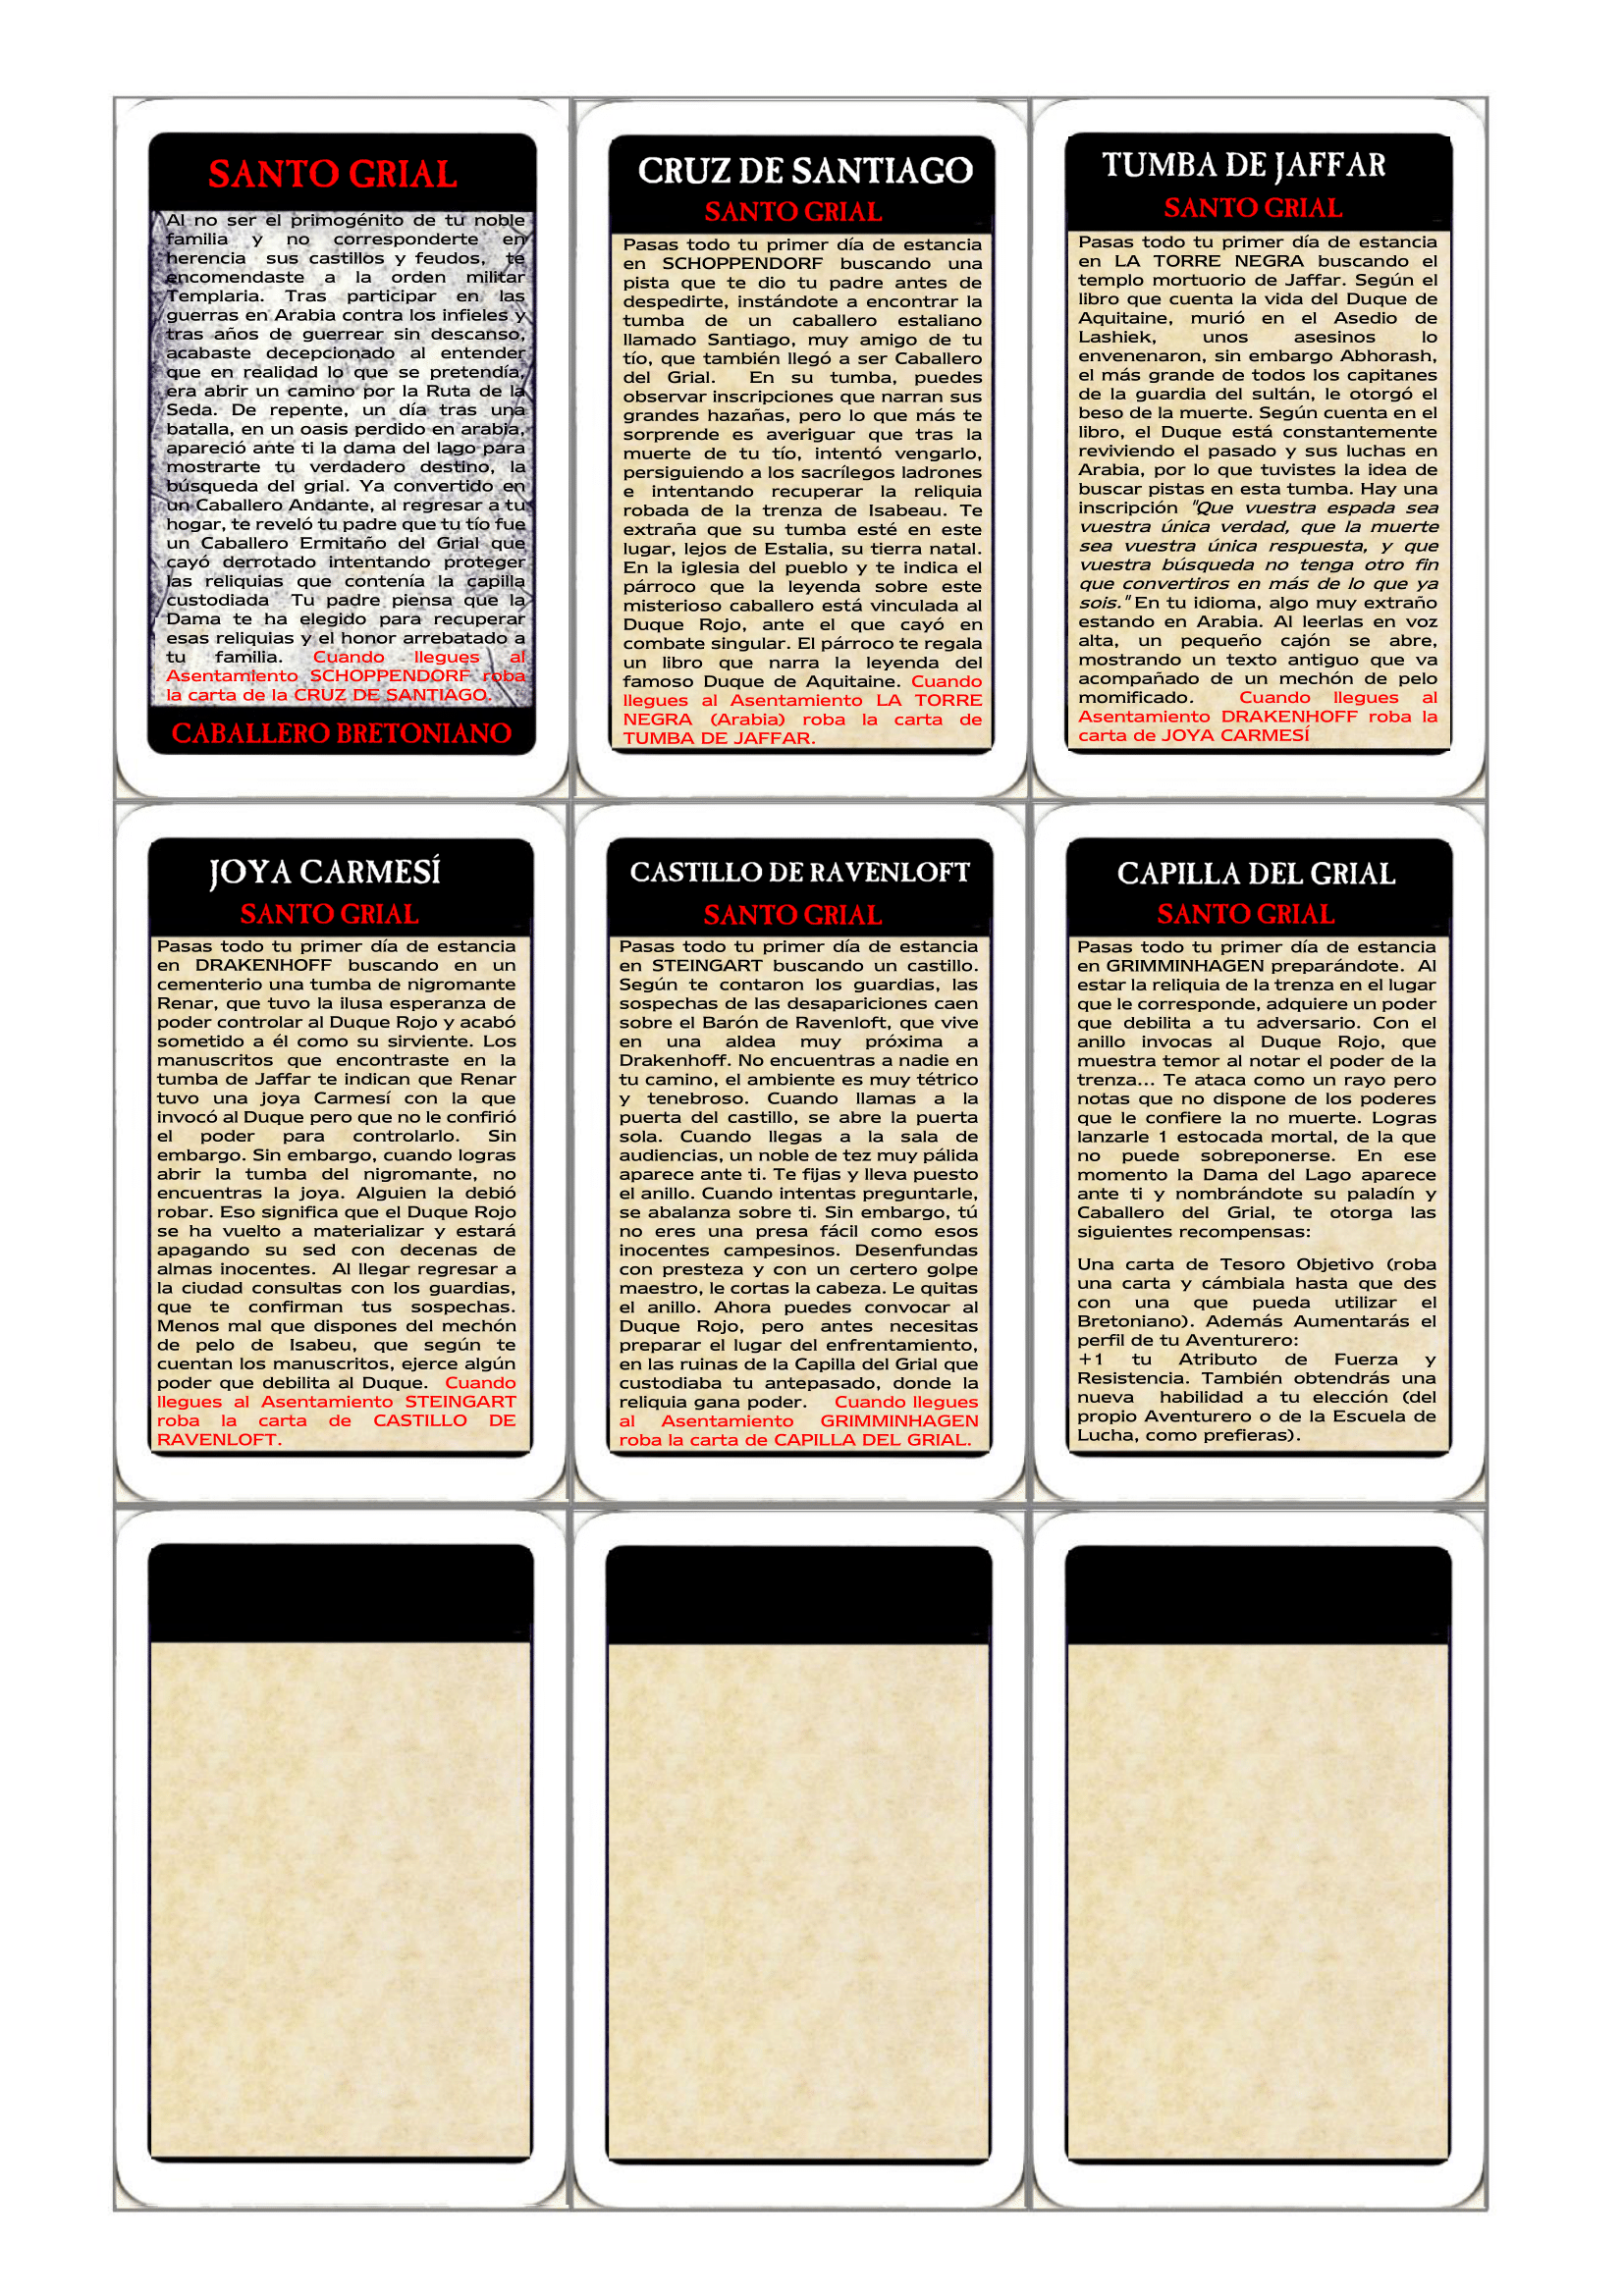 SANTO GRIAL
Al no ser el primogénito de tu noble
familia y no corresponderte en
herencia sus castillos y feudos, te
encomendaste a la orden militar
Templaria. Tras participar en las
guerras en Arabia contra los infieles y
tras años de guerrear sin descanso,
acabaste decepcionado al entender
que en realidad lo que se pretendía,
era abrir un camino por la Ruta de la
Seda. De repente, un día tras una
batalla, en un oasis perdido en arabia,
apareció ante ti la dama del lago para
mostrarte tu verdadero destino, la
búsqueda del grial. Ya convertido en
un Caballero Andante, al regresar a tu
hogar, te reveló tu padre que tu tío fue
un Caballero Ermitaño del Grial que
cayó derrotado intentando proteger
las reliquias que contenía la capilla
custodiada Tu padre piensa que la
Dama te ha elegido para recuperar
esas reliquias y el honor arrebatado a
tu familia. Cuando llegues al
Asentamiento SCHOPPENDORF roba
la carta de la CRUZ DE SANTIAGO.
CABALLERO BRETONIANO
CRUZ DE SANTIAGO
SANTO GRIAL
Pasas todo tu primer día de estancia
en SCHOPPENDORF buscando una
pista que te dio tu padre antes de
despedirte, instándote a encontrar la
tumba de un caballero estaliano
llamado Santiago, muy amigo de tu
tío, que también llegó a ser Caballero
del Grial. En su tumba, puedes
observar inscripciones que narran sus
grandes hazañas, pero lo que más te
sorprende es averiguar que tras la
muerte de tu tío, intentó vengarlo,
persiguiendo a los sacrílegos ladrones
e intentando recuperar la reliquia
robada de la trenza de Isabeau. Te
extraña que su tumba esté en este
lugar, lejos de Estalia, su tierra natal.
En la iglesia del pueblo y te indica el
párroco que la leyenda sobre este
misterioso caballero está vinculada al
Duque Rojo, ante el que cayó en
combate singular. El párroco te regala
un libro que narra la leyenda del
famoso Duque de Aquitaine. Cuando
llegues al Asentamiento LA TORRE
NEGRA (Arabia) roba la carta de
TUMBA DE JAFFAR.
TUMBA DE JAFFAR
SANTO GRIAL
Pasas todo tu primer día de estancia
en LA TORRE NEGRA buscando el
templo mortuorio de Jaffar. Según el
libro que cuenta la vida del Duque de
Aquitaine, murió en el Asedio de
Lashiek, unos asesinos lo
envenenaron, sin embargo Abhorash,
el más grande de todos los capitanes
de la guardia del sultán, le otorgó el
beso de la muerte. Según cuenta en el
libro, el Duque está constantemente
reviviendo el pasado y sus luchas en
Arabia, por lo que tuvistes la idea de
buscar pistas en esta tumba. Hay una
inscripción "Que vuestra espada sea
vuestra única verdad, que la muerte
sea vuestra única respuesta, y que
vuestra búsqueda no tenga otro fin
que convertiros en más de lo que ya
sois." En tu idioma, algo muy extraño
estando en Arabia. Al leerlas en voz
alta, un pequeño cajón se abre,
mostrando un texto antiguo que va
acompañado de un mechón de pelo
momificado. Cuando llegues al
Asentamiento DRAKENHOFF roba la
carta de JOYA CARMESÍ
JOYA CARMESÍ
SANTO GRIAL
Pasas todo tu primer día de estancia
en DRAKENHOFF buscando en un
cementerio una tumba de nigromante
Renar, que tuvo la ilusa esperanza de
poder controlar al Duque Rojo y acabó
sometido a él como su sirviente. Los
manuscritos que encontraste en la
tumba de Jaffar te indican que Renar
tuvo una joya Carmesí con la que
invocó al Duque pero que no le confirió
el poder para controlarlo. Sin
embargo. Sin embargo, cuando logras
abrir la tumba del nigromante, no
encuentras la joya. Alguien la debió
robar. Eso significa que el Duque Rojo
se ha vuelto a materializar y estará
apagando su sed con decenas de
almas inocentes. Al llegar regresar a
la ciudad consultas con los guardias,
que te confirman tus sospechas.
Menos mal que dispones del mechón
de pelo de Isabeu, que según te
cuentan los manuscritos, ejerce algún
poder que debilita al Duque. Cuando
llegues al Asentamiento STEINGART
roba la carta de CASTILLO DE
RAVENLOFT.
CASTILLO DE RAVENLOFT
SANTO GRIAL
Pasas todo tu primer día de estancia
en STEINGART buscando un castillo.
Según te contaron los guardias, las
sospechas de las desapariciones caen
sobre el Barón de Ravenloft, que vive
en una aldea muy próxima a
Drakenhoff. No encuentras a nadie en
tu camino, el ambiente es muy tétrico
y tenebroso. Cuando llamas a la
puerta del castillo, se abre la puerta
sola. Cuando llegas a la sala de
audiencias, un noble de tez muy pálida
aparece ante ti. Te fijas y lleva puesto
el anillo. Cuando intentas preguntarle,
se abalanza sobre ti. Sin embargo, tú
no eres una presa fácil como esos
inocentes campesinos. Desenfundas
con presteza y con un certero golpe
maestro, le cortas la cabeza. Le quitas
el anillo. Ahora puedes convocar al
Duque Rojo, pero antes necesitas
preparar el lugar del enfrentamiento,
en las ruinas de la Capilla del Grial que
custodiaba tu antepasado, donde la
reliquia gana poder. Cuando llegues
al Asentamiento GRIMMINHAGEN
roba la carta de CAPILLA DEL GRIAL.
CAPILLA DEL GRIAL
SANTO GRIAL
Pasas todo tu primer día de estancia
en GRIMMINHAGEN preparándote. Al
estar la reliquia de la trenza en el lugar
que le corresponde, adquiere un poder
que debilita a tu adversario. Con el
anillo invocas al Duque Rojo, que
muestra temor al notar el poder de la
trenza... Te ataca como un rayo pero
notas que no dispone de los poderes
que le confiere la no muerte. Logras
lanzarle 1 estocada mortal, de la que
no puede sobreponerse. En ese
momento la Dama del Lago aparece
ante ti y nombrándote su paladín y
Caballero del Grial, te otorga las
siguientes recompensas:
Una carta de Tesoro Objetivo (roba
una carta y cámbiala hasta que des
con una que pueda utilizar el
Bretoniano). Además Aumentarás el
perfil de tu Aventurero:
+1 tu Atributo de Fuerza y
Resistencia. También obtendrás una
nueva habilidad a tu elección (del
propio Aventurero o de la Escuela de
Lucha, como prefieras).